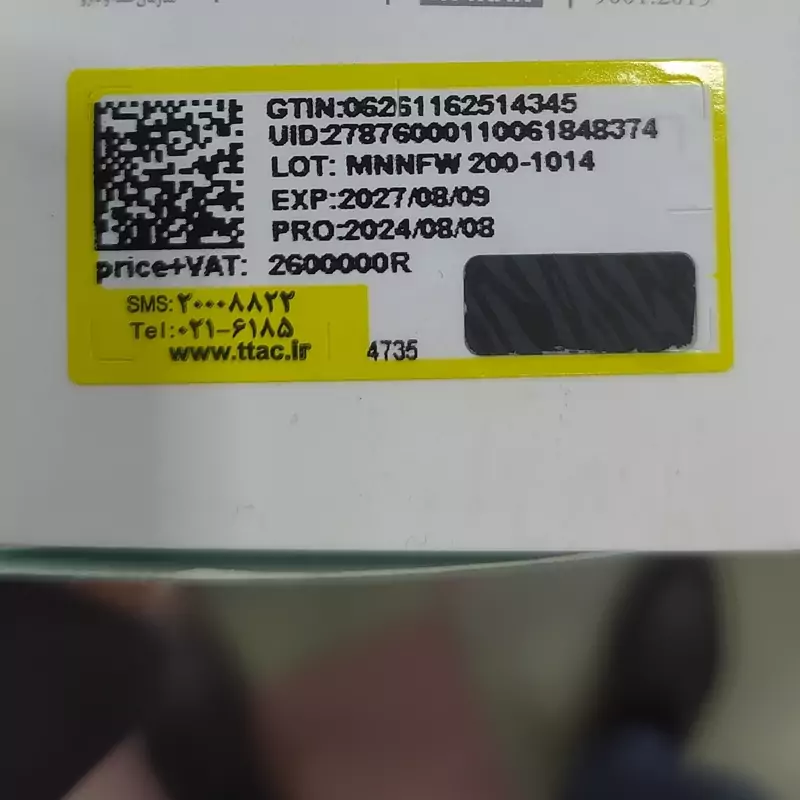 GTIN:06261162514345
UID:27876000110061848374
LOT: MNNFW 200-1014
EXP:2027/08/09
PRO:2024/08/08
price+VAT: 2600000R
SMS:۲۰۰۰۸۸۲۲
Tel:۰۲۱-۶۱۸۵
www.ttac.ir
4735